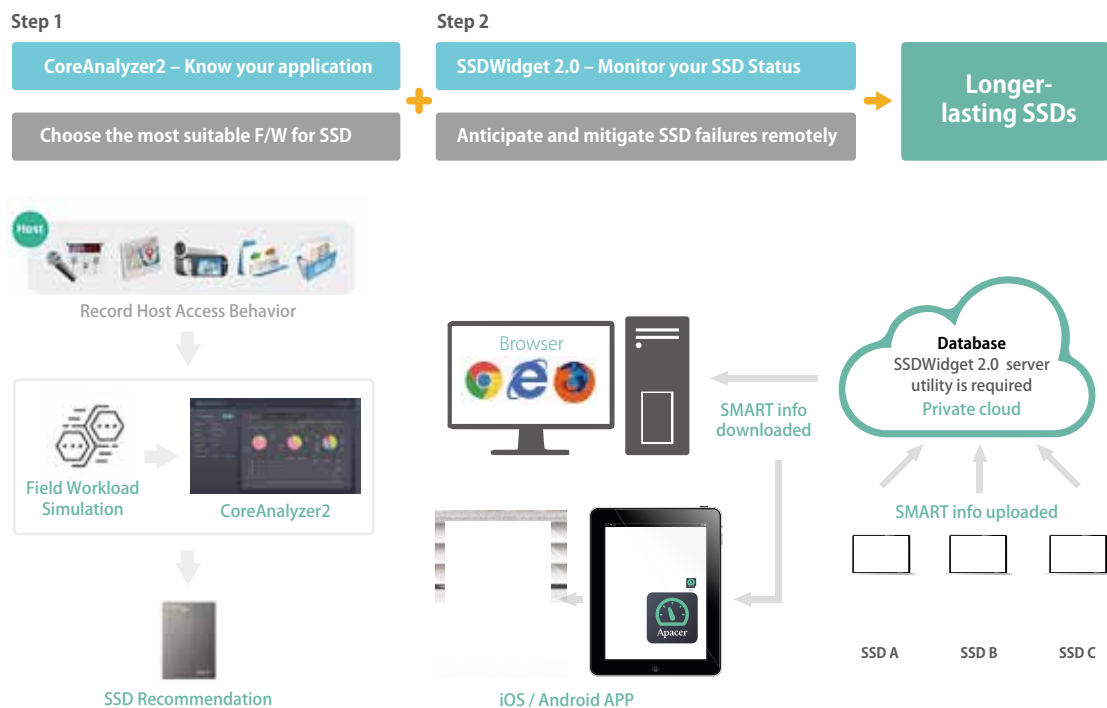 Step 1
CoreAnalyzer2 – Know your application
Choose the most suitable F/W for SSD
Step 2
SSDWidget 2.0 – Monitor your SSD Status
Anticipate and mitigate SSD failures remotely
Longer-
lasting SSDs
Host
Record Host Access Behavior
Field Workload
Simulation
CoreAnalyzer2
SSD Recommendation
Browser
SMART info
downloaded
Apacer
iOS / Android APP
Database
SSDWidget 2.0 server
utility is required
Private cloud
SMART info uploaded
SSD A
SSD B
SSD C